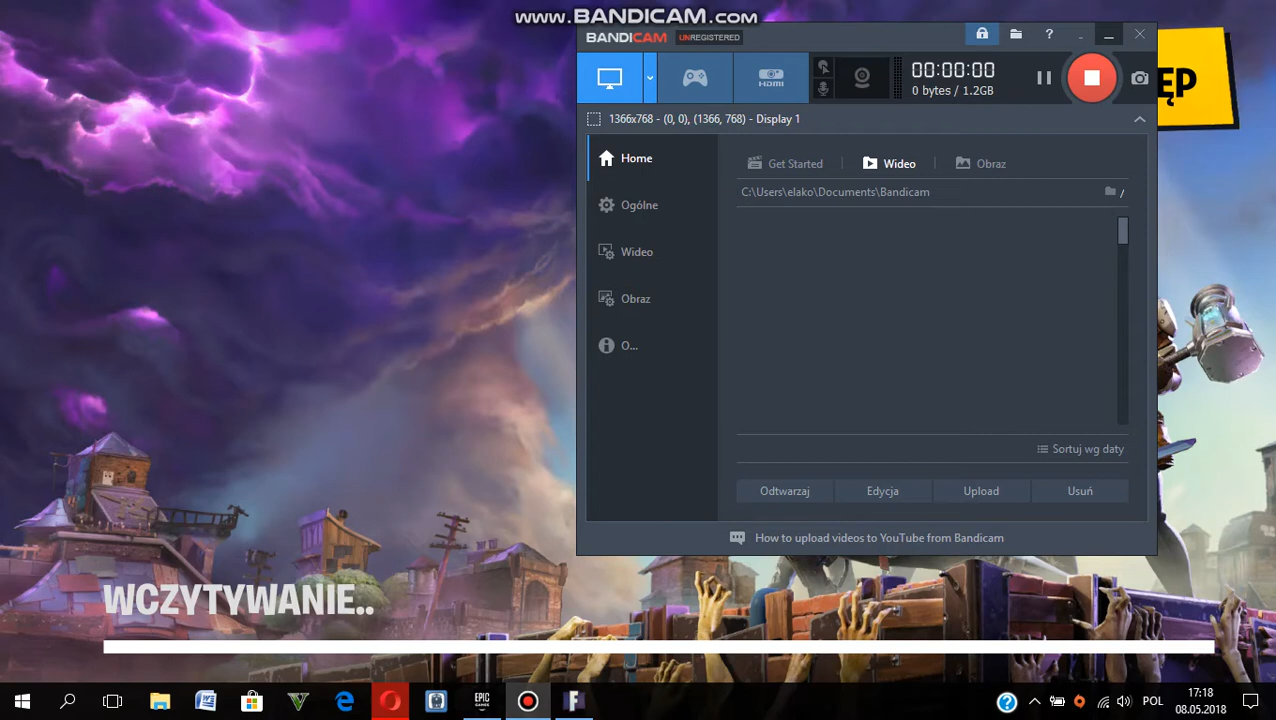 www.BANDICAM.com
BANDICAM UNREGISTERED
HDMI
00:00:00
0 bytes / 1.2GB
ĘP
1366x768 - (0, 0), (1366, 768) - Display 1
Home
Get Started
Wideo
Obraz
C:\Users\elako\Documents\Bandicam
Ogólne
Wideo
Obraz
O...
Sortuj wg daty
Odtwarzaj
Edycja
Upload
Usuń
How to upload videos to YouTube from Bandicam
WCZYTYWANIE..
EPIC
GAMES
POL
17:18
08.05.2018